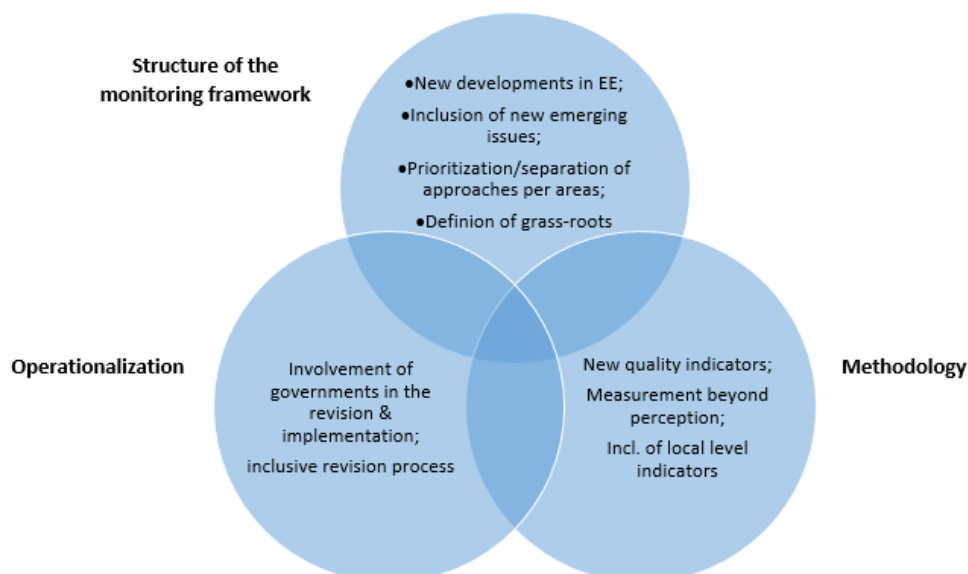 Structure of the
monitoring framework
●New developments in EE;
●Inclusion of new emerging
issues;
●Prioritization/separation of
approaches per areas;
●Definion of grass-roots
Operationalization
Involvement of
governments in the
revision &
implementation;
inclusive revision process
New quality indicators;
Measurement beyond
perception;
Incl. of local level
indicators
Methodology